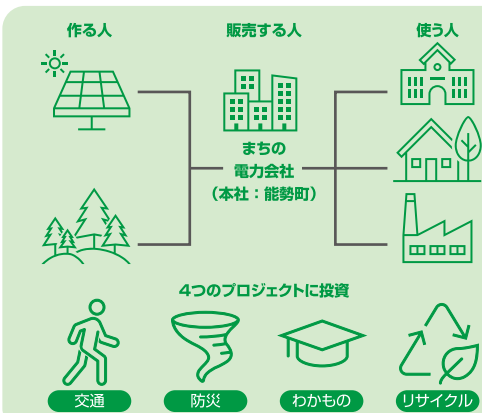 作る人
販売する人
使う人
まちの
電力会社
（本社：能勢町）
4つのプロジェクトに投資
交通
防災
わかもの
リサイクル